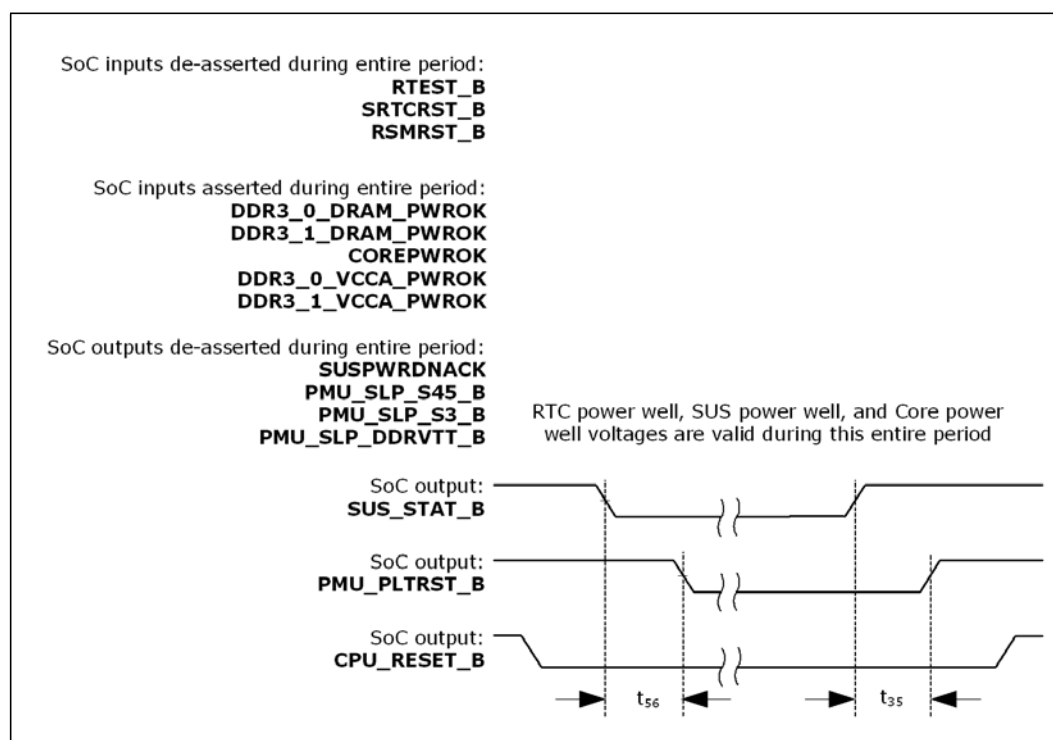 SoC inputs de-asserted during entire period:
RTEST_B
SRTCRST_B
RSMRST_B
SoC inputs asserted during entire period:
DDR3_0_DRAM_PWROK
DDR3_1_DRAM_PWROK
COREPWROK
DDR3_0_VCCA_PWROK
DDR3_1_VCCA_PWROK
SoC outputs de-asserted during entire period:
SUSPWRDNACK
PMU_SLP_S45_B
PMU_SLP_S3_B
PMU_SLP_DDRVTT_B
RTC power well, SUS power well, and Core power
well voltages are valid during this entire period
SoC output:
SUS_STAT_B
SoC output:
PMU_PLTRST_B
SoC output:
CPU_RESET_B
t56
t35